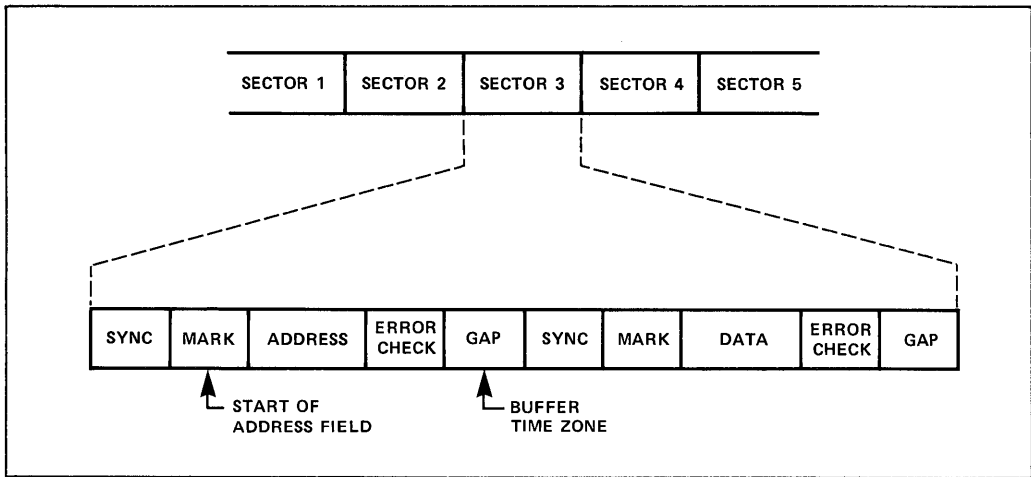 SECTOR 1 SECTOR 2 SECTOR 3 SECTOR 4 SECTOR 5
SYNC MARK ADDRESS ERROR CHECK GAP SYNC MARK DATA ERROR CHECK GAP
START OF
ADDRESS FIELD
BUFFER
TIME ZONE